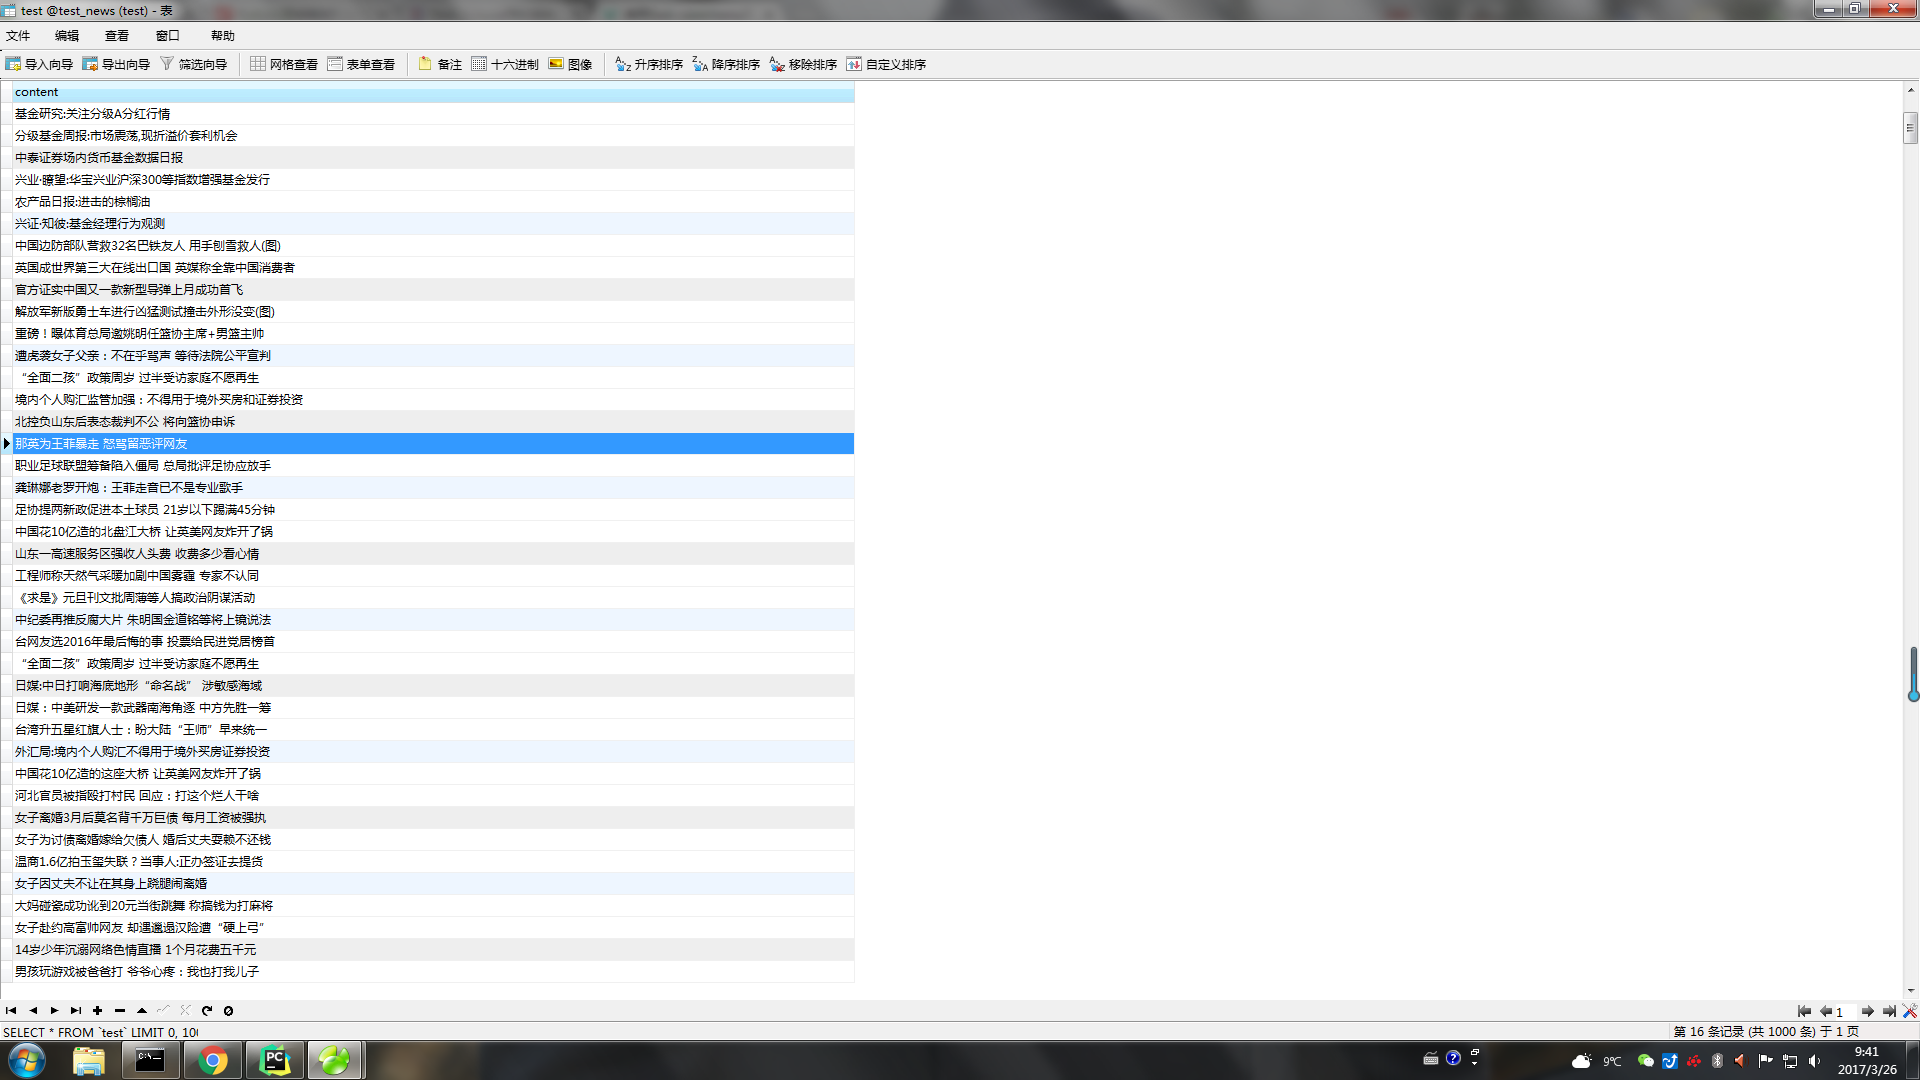 test @test_news (test) - 表
文件 编辑 查看 窗口 帮助
导入向导 导出向导 筛选向导 网格查看 表单查看 备注 十六进制 图像 升序排序 降序排序 移除排序 自定义排序
content
基金研究:关注分级A分红行情
分级基金周报:市场震荡,现折溢价套利机会
中泰证券场内货币基金数据日报
兴业·瞭望:华宝兴业沪深300等指数增强基金发行
农产品日报:进击的棕榈油
兴证·知彼:基金经理行为观测
中国边防部队营救32名巴铁友人 用手刨雪救人(图)
英国成世界第三大在线出口国 英媒称全靠中国消费者
官方证实中国又一款新型导弹上月成功首飞
解放军新版勇士车进行凶猛测试撞击外形没变(图)
重磅！曝体育总局邀姚明任篮协主席+男篮主帅
遭虎袭女子父亲：不在乎骂声 等待法院公平宣判
“全面二孩”政策周岁 过半受访家庭不愿再生
境内个人购汇监管加强：不得用于境外买房和证券投资
北控负山东后表态裁判不公 将向篮协申诉
那英为王菲暴走 怒骂留恶评网友
职业足球联盟筹备陷入僵局 总局批评足协应放手
龚琳娜老罗开炮：王菲走音已不是专业歌手
足协提两新政促进本土球员 21岁以下踢满45分钟
中国花10亿造的北盘江大桥 让英美网友炸开了锅
山东一高速服务区强收人头费 收费多少看心情
工程师称天然气采暖加剧中国雾霾 专家不认同
《求是》元旦刊文批周薄等人搞政治阴谋活动
中纪委再推反腐大片 朱明国金道铭等将上镜说法
台网友选2016年最后悔的事 投票给民进党居榜首
“全面二孩”政策周岁 过半受访家庭不愿再生
日媒:中日打响海底地形“命名战” 涉敏感海域
日媒：中美研发一款武器南海角逐 中方先胜一筹
台湾升五星红旗人士：盼大陆“王师”早来统一
外汇局:境内个人购汇不得用于境外买房证券投资
中国花10亿造的这座大桥 让英美网友炸开了锅
河北官员被指殴打村民 回应：打这个烂人干啥
女子离婚3月后莫名背千万巨债 每月工资被强执
女子为讨债离婚嫁给欠债人 婚后丈夫耍赖不还钱
温商1.6亿拍玉玺失联？当事人:正办签证去提货
女子因丈夫不让在其身上跷腿闹离婚
大妈碰瓷成功讹到20元当街跳舞 称搞钱为打麻将
女子赴约高富帅网友 却遇邋遢汉险遭“硬上弓”
14岁少年沉溺网络色情直播 1个月花费五千元
男孩玩游戏被爸爸打 爷爷心疼：我也打我儿子
1
SELECT * FROM `test` LIMIT 0, 10
第 16 条记录 (共 1000 条) 于 1 页
C:\.
PC
9℃
9:41
2017/3/26